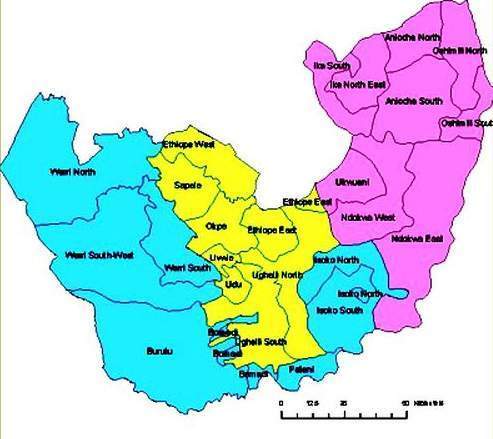 Aniocha North
Oshimili North
Ika South
Ika North East
Aniocha South
Oshimili Sout
Ethiope West
Warri North
Sapele
Ukwuani
Ethiope East
Ndokwa West
Okpe
Ethiope East
Ndokwa East
Warri South-West
Uvwie
Isoko North
Warri South
Ughelli North
Udu
Isoko North
Isoko South
Bomadi
Ughelli South
Burutu
Bomadi
Patani
Bomadi
0 12.5 25 50 Kilometers